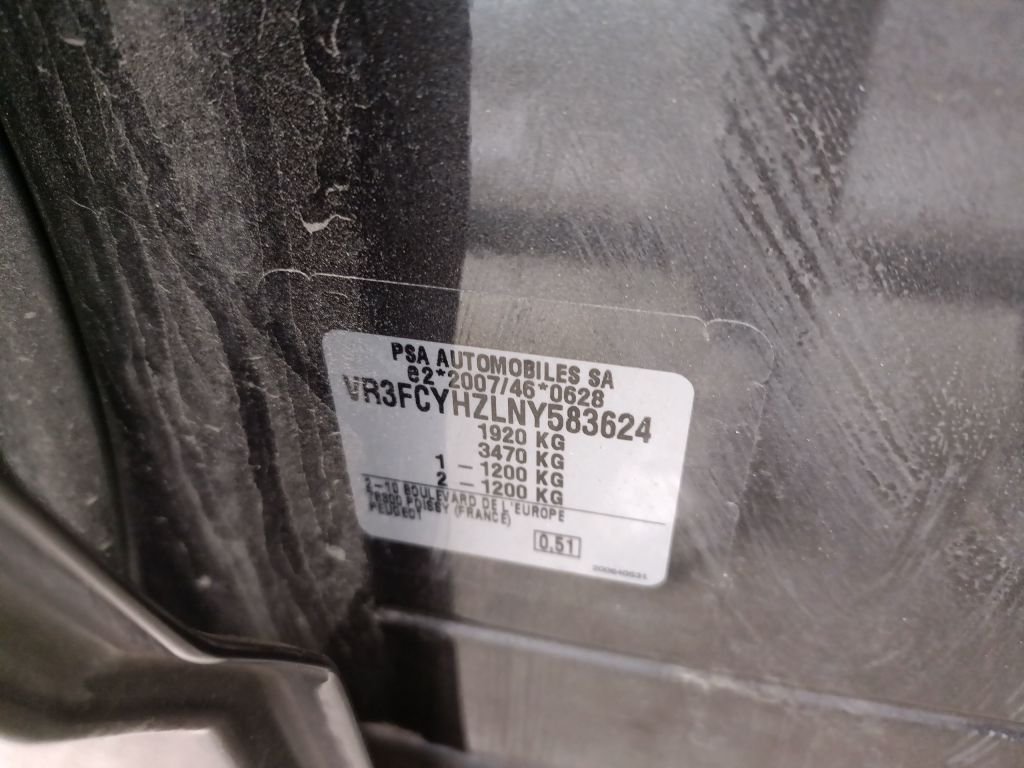 PSA AUTOMOBILES SA
e2*2007/46*0628
VR3FCYHZLNY583624
1920 KG
3470 KG
1 - 1200 KG
2 - 1200 KG
2-10 BOULEVARD DE L'EUROPE
78300 POISSY (FRANCE)
PEUGEOT
0.51